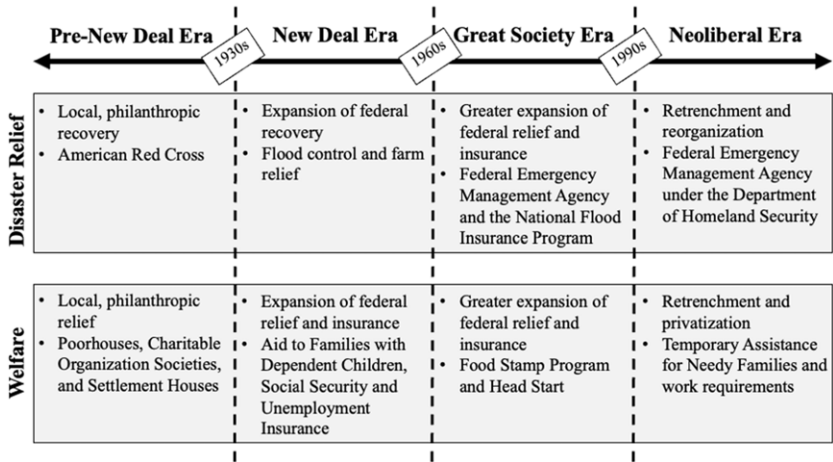 Pre-New Deal Era
1930s
New Deal Era
1960s
Great Society Era
1990s
Neoliberal Era
Disaster Relief
• Local, philanthropic
recovery
• American Red Cross
• Expansion of federal
recovery
• Flood control and farm
relief
• Greater expansion of
federal relief and
insurance
• Federal Emergency
Management Agency
and the National Flood
Insurance Program
• Retrenchment and
reorganization
• Federal Emergency
Management Agency
under the Department
of Homeland Security
Welfare
• Local, philanthropic
relief
• Poorhouses, Charitable
Organization Societies,
and Settlement Houses
• Expansion of federal
relief and insurance
• Aid to Families with
Dependent Children,
Social Security and
Unemployment
Insurance
• Greater expansion of
federal relief and
insurance
• Food Stamp Program
and Head Start
• Retrenchment and
privatization
• Temporary Assistance
for Needy Families and
work requirements